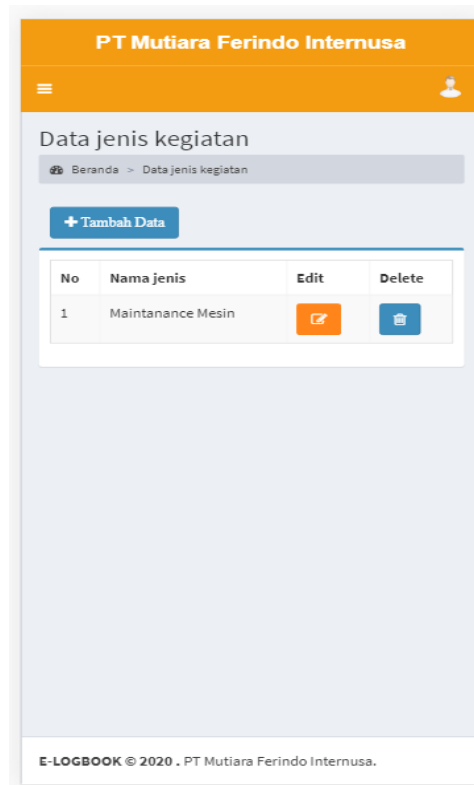 PT Mutiara Ferindo Internusa
Data jenis kegiatan
Beranda > Data jenis kegiatan
Tambah Data
No Nama jenis Edit Delete
1 Maintanance Mesin
E-LOGBOOK © 2020 . PT Mutiara Ferindo Internusa.